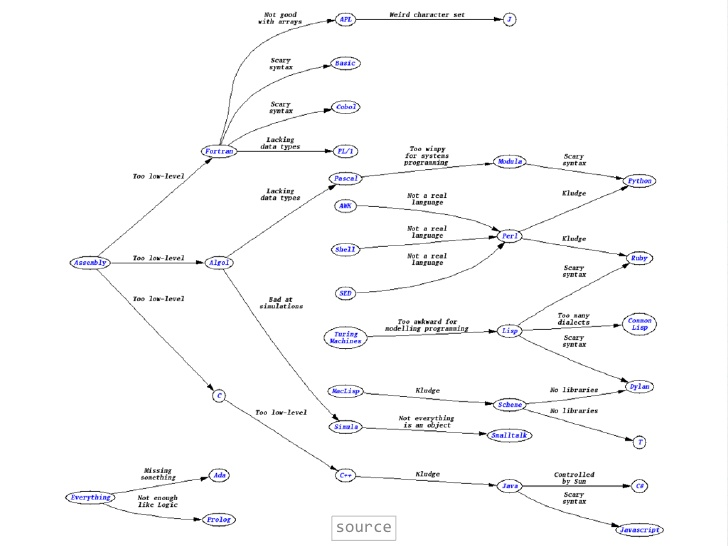 Not good
with arrays
APL
Weird character set
J
Scary
syntax
Basic
Scary
syntax
Cobol
Fortran
Lacking
data types
PL/1
Too low-level
Too wispy
for systems
programming
Modula
Scary
syntax
Python
Lacking
data types
Pascal
AWK
Not a real
language
Kludge
Perl
Shell
Not a real
language
Kludge
Ruby
Not a real
language
SED
Assembly
Too low-level
Algol
Scary
syntax
Too low-level
Bad at
simulations
Turing
Machines
Too awkward for
modelling programming
Lisp
Too many
dialects
Common
Lisp
Scary
syntax
Dylan
MacLisp
Kludge
Scheme
No libraries
No libraries
T
C
Too low-level
Simula
Not everything
is an object
Smalltalk
C++
Kludge
Java
Controlled
by Sun
C#
Scary
syntax
Javascript
Everything
Missing
something
Ada
Not enough
like Logic
Prolog
source